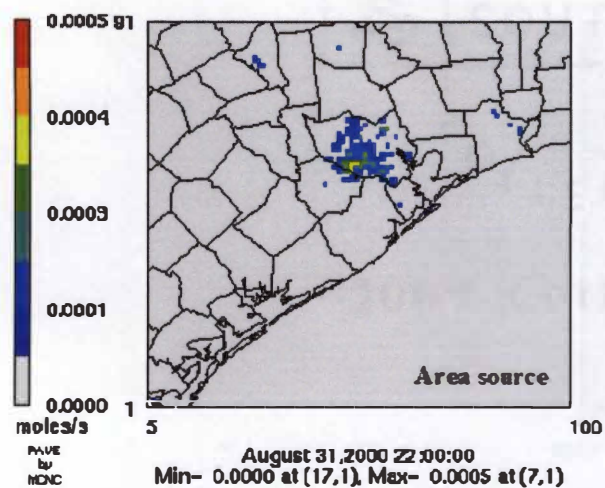 0.0005 91
0.0004
0.0003
0.0001
0.0000 1
moles/s
5
100
Area source
PAVE
by
MCNC
August 31,2000 22:00:00
Min= 0.0000 at (17,1), Max= 0.0005 at (7,1)